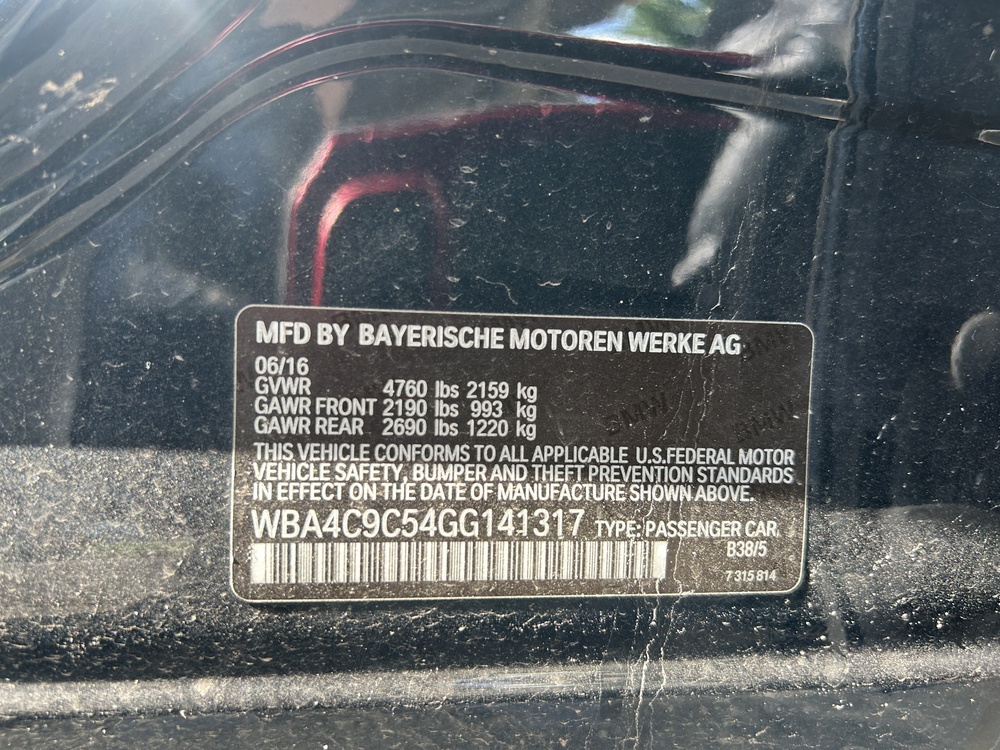 MFD BY BAYERISCHE MOTOREN WERKE AG
06/16
GVWR 4760 lbs 2159 kg
GAWR FRONT 2190 lbs 993 kg
GAWR REAR 2690 lbs 1220 kg
THIS VEHICLE CONFORMS TO ALL APPLICABLE U.S.FEDERAL MOTOR
VEHICLE SAFETY, BUMPER AND THEFT PREVENTION STANDARDS
IN EFFECT ON THE DATE OF MANUFACTURE SHOWN ABOVE.
WBA4C9C54GG141317 TYPE: PASSENGER CAR
B38/5
7 315 814
BMW
BMW
BMW